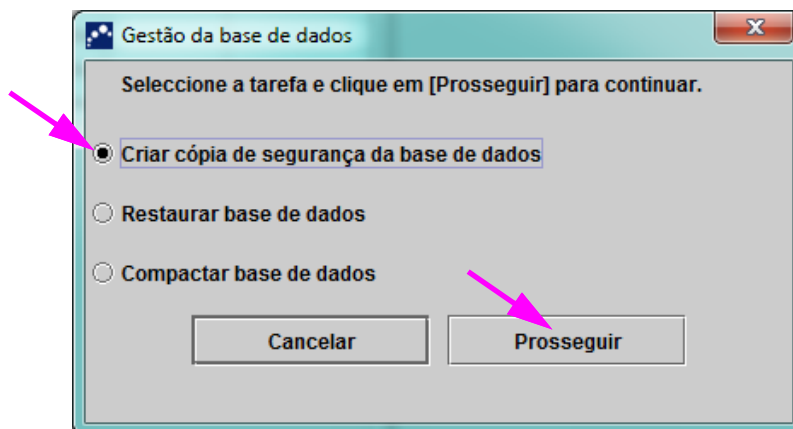 Gestão da base de dados
Seleccione a tarefa e clique em [Prosseguir] para continuar.
Criar cópia de segurança da base de dados
Restaurar base de dados
Compactar base de dados
Cancelar
Prosseguir